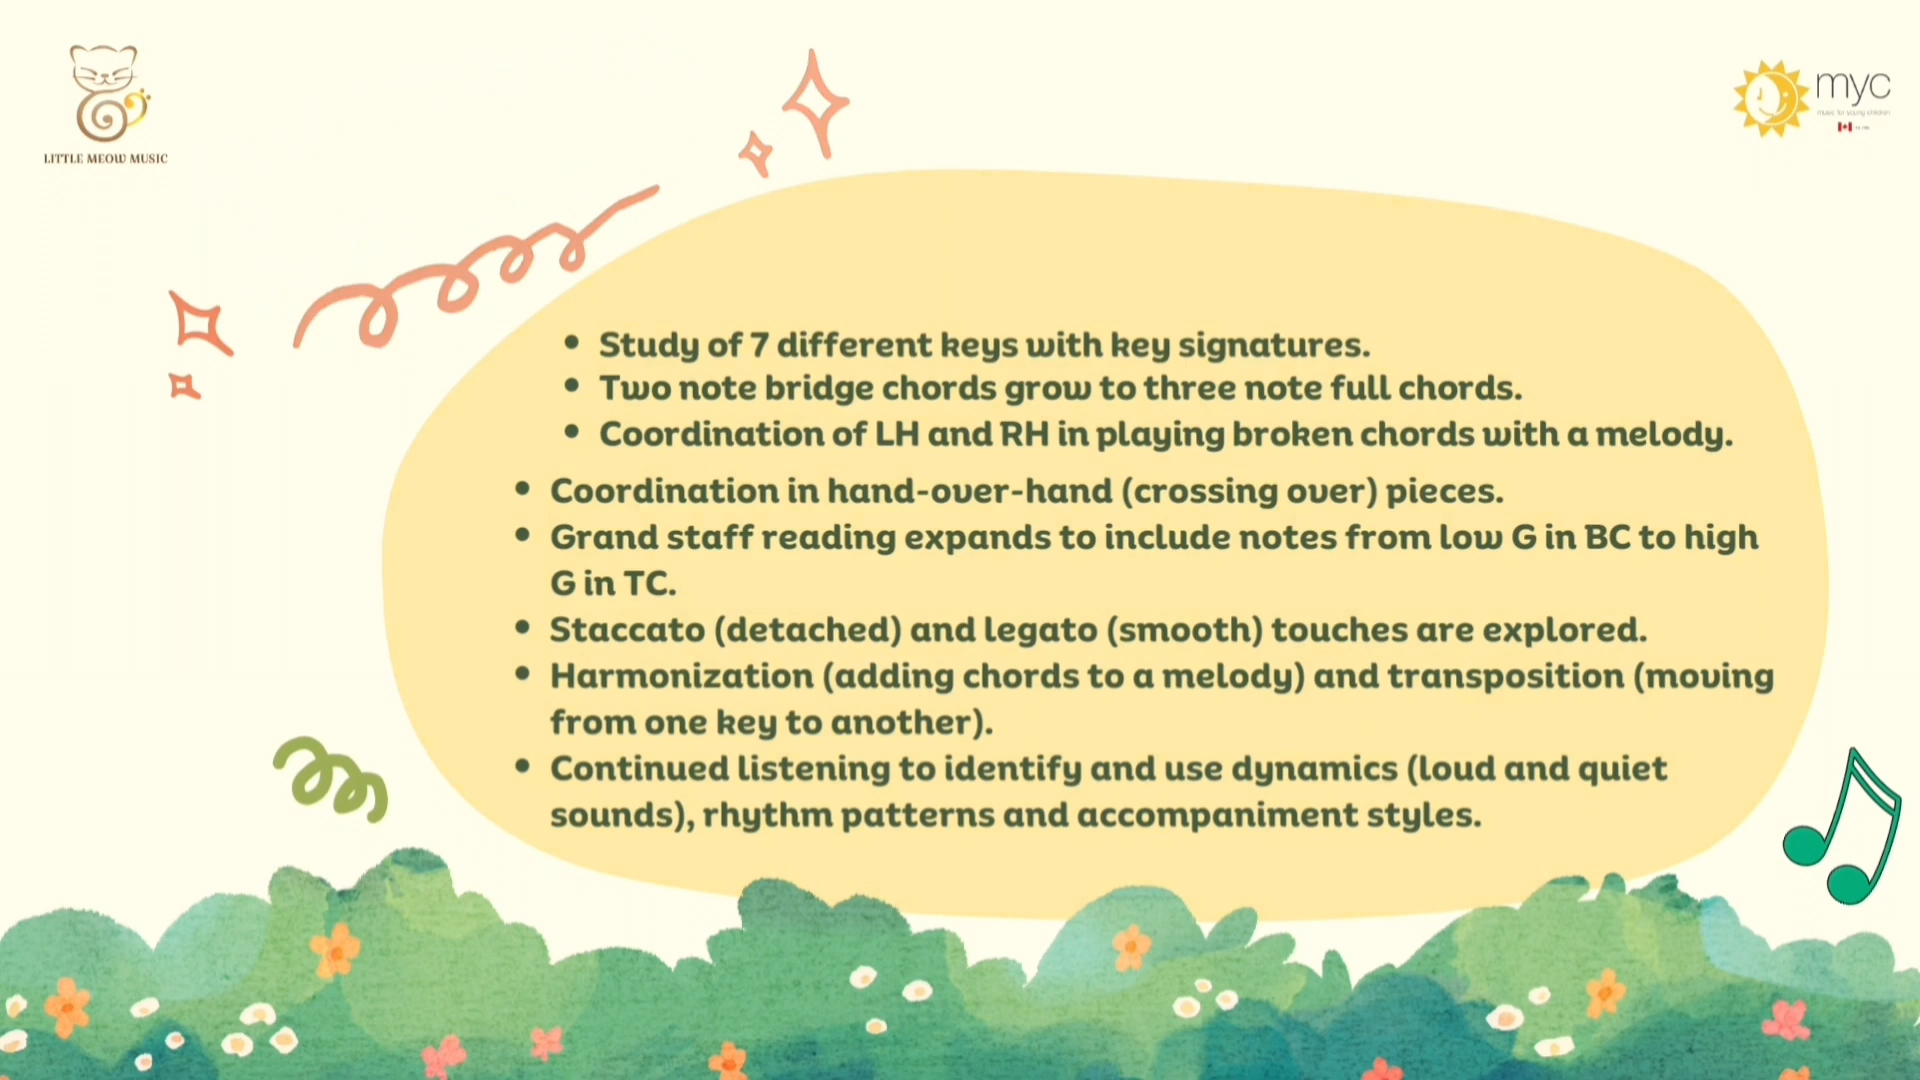 LITTLE MEOW MUSIC
myc
music for young children
• Study of 7 different keys with key signatures.
• Two note bridge chords grow to three note full chords.
• Coordination of LH and RH in playing broken chords with a melody.
• Coordination in hand-over-hand (crossing over) pieces.
• Grand staff reading expands to include notes from low G in BC to high
G in TC.
• Staccato (detached) and legato (smooth) touches are explored.
• Harmonization (adding chords to a melody) and transposition (moving
from one key to another).
• Continued listening to identify and use dynamics (loud and quiet
sounds), rhythm patterns and accompaniment styles.